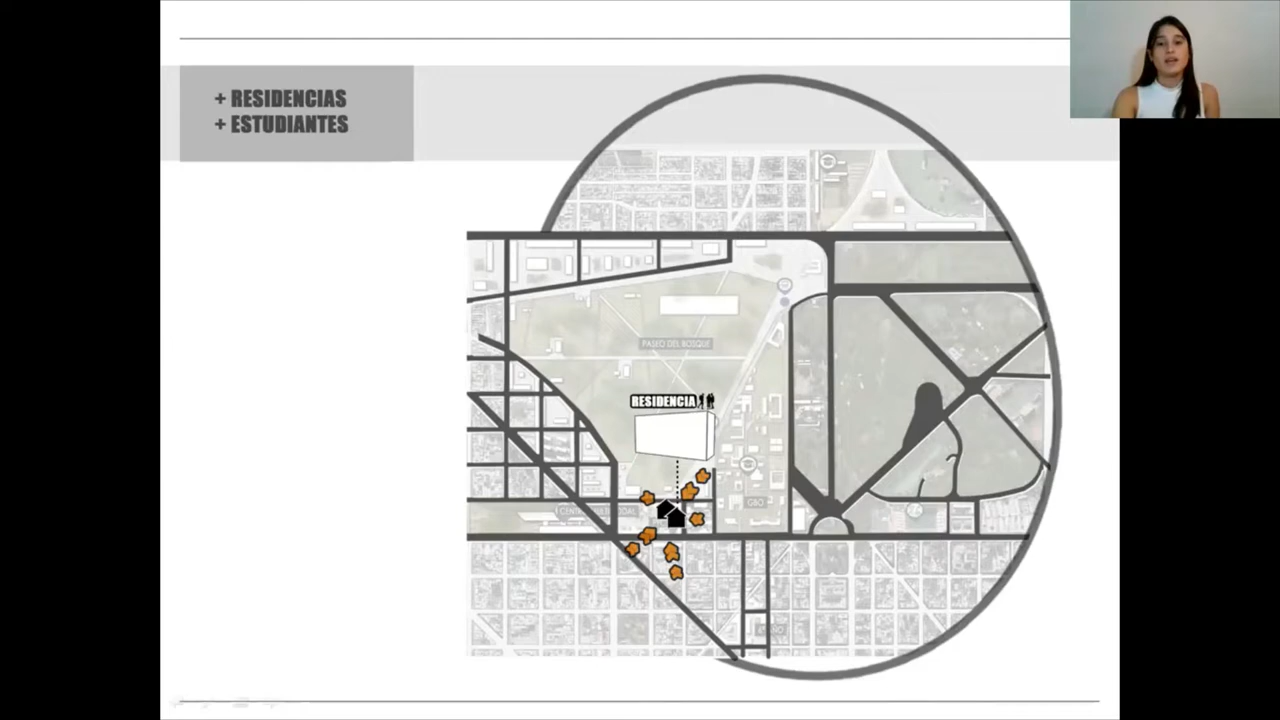 + RESIDENCIAS
+ ESTUDIANTES
PASEO DEL BOSQUE
RESIDENCIA